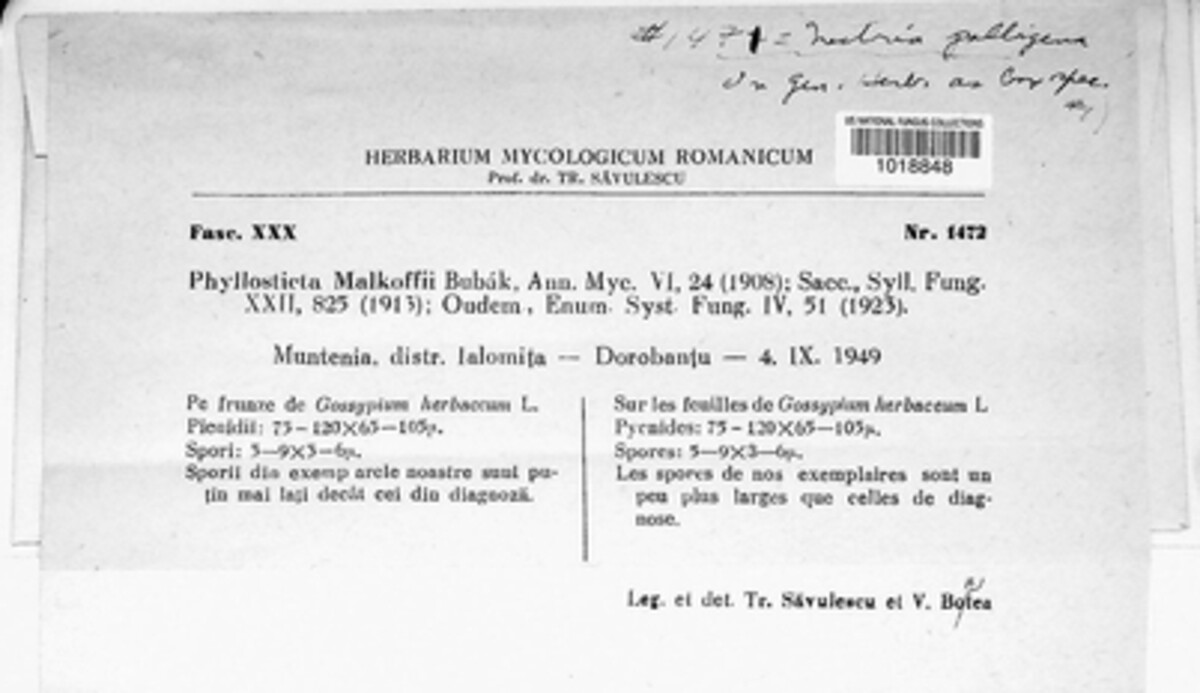 #1471 = Nectria
In Gen. Herb. as
US NATIONAL FUNGUS COLLECTIONS
1018848
HERBARIUM MYCOLOGICUM ROMANICUM
Prof. dr. TR. SĂVULESCU
Fasc. XXX
Nr. 1472
Phyllosticta Malkoffii Bubák, Ann. Myc. VI, 24 (1908); Sacc., Syll. Fung.
XXII, 825 (1913); Oudem., Enum. Syst. Fung. IV, 51 (1923).
Muntenia, distr. Ialomița — Dorobanțu — 4. IX. 1949
Pe frunze de Gossypium herbaceum L.
Picnidii: 75–120×65–105μ.
Spori: 5–9×3–6μ.
Sporii din exemplarele noastre sunt pu-
țin mai lați decât cei din diagnoză.
Sur les feuilles de Gossypium herbaceum L
Pycnides: 75–120×65–105μ.
Spores: 5–9×3–6μ.
Les spores de nos exemplaires sont un
peu plus larges que celles de diag-
nose.
Leg. et det. Tr. Săvulescu et V. Botea